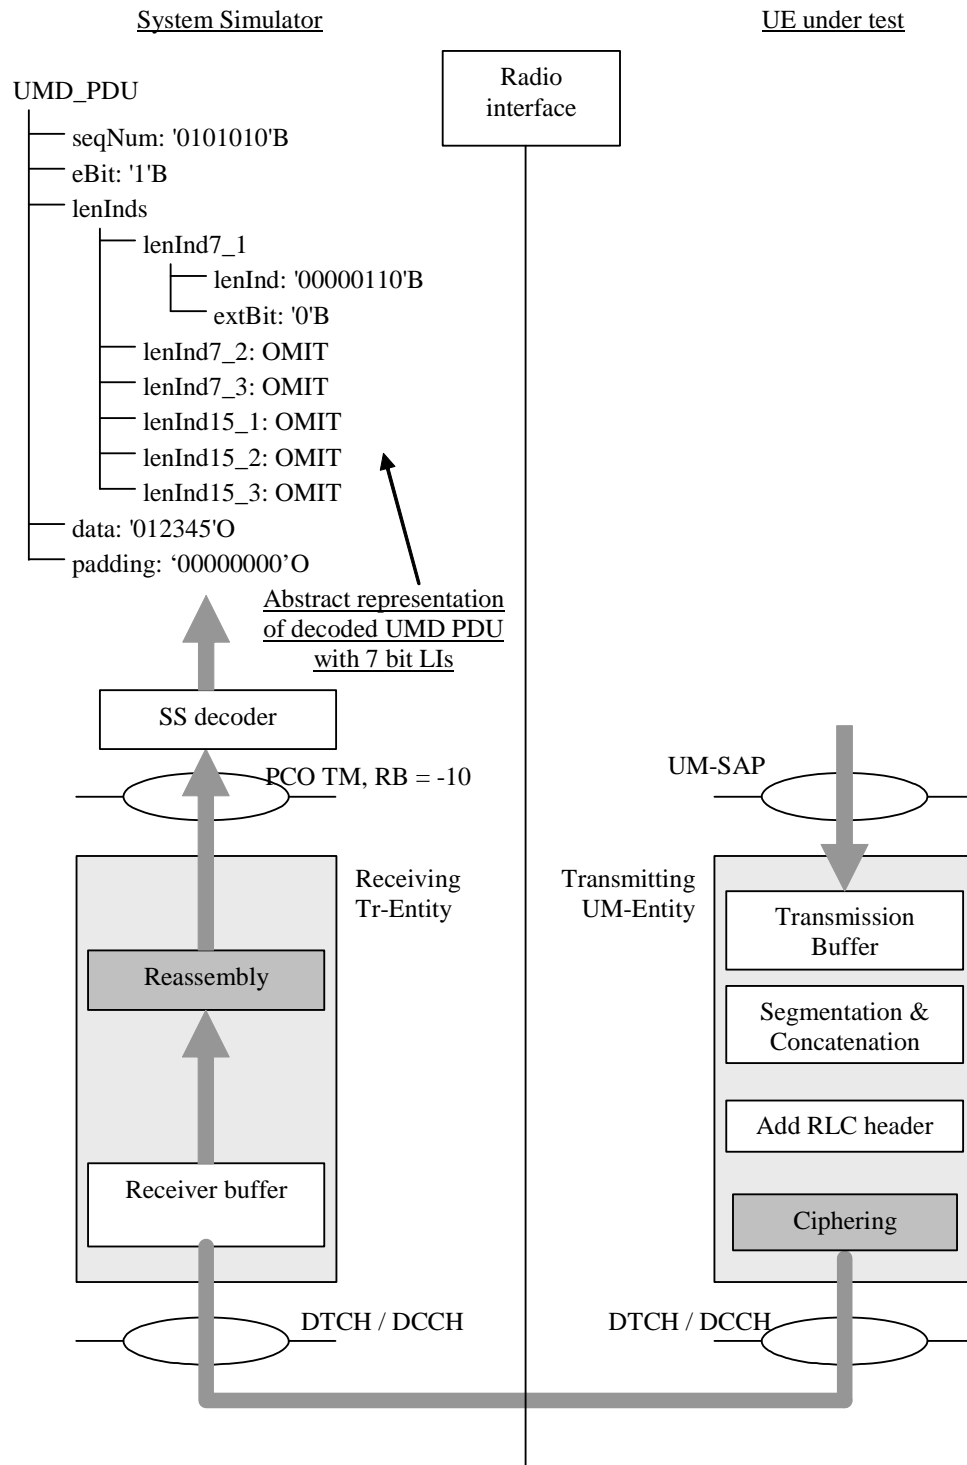 System Simulator
UE under test
Radio
interface
UMD_PDU
seqNum: '0101010'B
eBit: '1'B
lenInds
lenInd7_1
lenInd: '00000110'B
extBit: '0'B
lenInd7_2: OMIT
lenInd7_3: OMIT
lenInd15_1: OMIT
lenInd15_2: OMIT
lenInd15_3: OMIT
data: '012345'O
padding: ‘00000000’O
Abstract representation
of decoded UMD PDU
with 7 bit LIs
SS decoder
PCO TM, RB = -10
UM-SAP
Receiving
Tr-Entity
Transmitting
UM-Entity
Transmission
Buffer
Reassembly
Segmentation &
Concatenation
Add RLC header
Receiver buffer
Ciphering
DTCH / DCCH
DTCH / DCCH